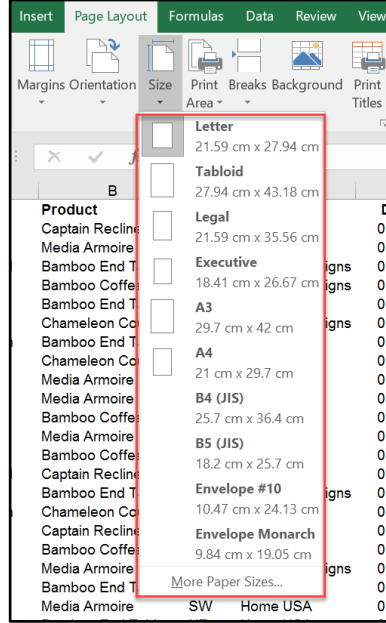 Insert Page Layout Formulas Data Review View
Margins Orientation Size Print Area Breaks Background Print Titles
B
Product
Captain Recline
Media Armoire
Bamboo End T igns
Bamboo Coffe igns
Bamboo End T
Chameleon Co igns
Bamboo End T
Chameleon Co
Media Armoire
Bamboo Coffe
Media Armoire
Bamboo Coffe
Captain Recline
Bamboo End T igns
Chameleon Co
Captain Recline
Bamboo Coffe
Media Armoire igns
Bamboo End T
Media Armoire SW Home USA
Letter
21.59 cm x 27.94 cm
Tabloid
27.94 cm x 43.18 cm
Legal
21.59 cm x 35.56 cm
Executive
18.41 cm x 26.67 cm
A3
29.7 cm x 42 cm
A4
21 cm x 29.7 cm
B4 (JIS)
25.7 cm x 36.4 cm
B5 (JIS)
18.2 cm x 25.7 cm
Envelope #10
10.47 cm x 24.13 cm
Envelope Monarch
9.84 cm x 19.05 cm
More Paper Sizes...